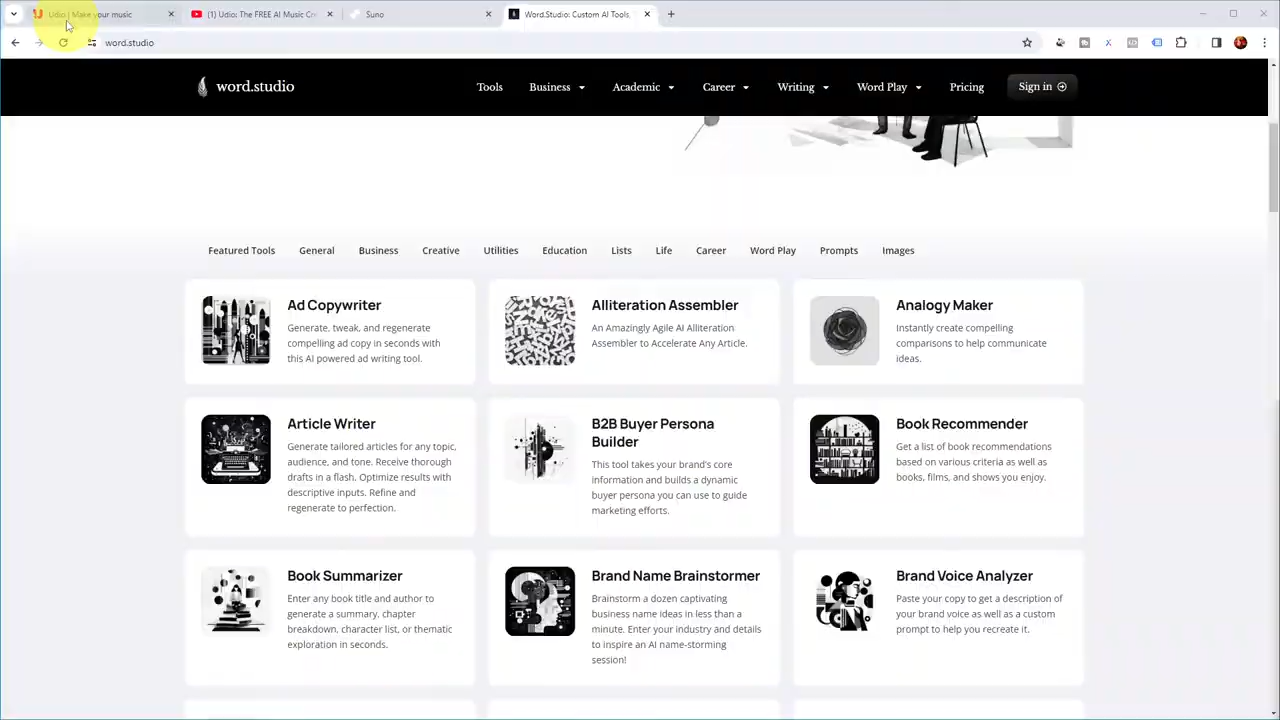 Udio | Make your music
(1) Udio: The FREE AI Music Cre
Suno
Word.Studio: Custom AI Tools,
word.studio
word.studio
Tools
Business
Academic
Career
Writing
Word Play
Pricing
Sign in
Featured Tools
General
Business
Creative
Utilities
Education
Lists
Life
Career
Word Play
Prompts
Images
Ad Copywriter
Generate, tweak, and regenerate
compelling ad copy in seconds with
this AI powered ad writing tool.
Alliteration Assembler
An Amazingly Agile AI Alliteration
Assembler to Accelerate Any Article.
Analogy Maker
Instantly create compelling
comparisons to help communicate
ideas.
Article Writer
Generate tailored articles for any topic,
audience, and tone. Receive thorough
drafts in a flash. Optimize results with
descriptive inputs. Refine and
regenerate to perfection.
B2B Buyer Persona
Builder
This tool takes your brand's core
information and builds a dynamic
buyer persona you can use to guide
marketing efforts.
Book Recommender
Get a list of book recommendations
based on various criteria as well as
books, films, and shows you enjoy.
Book Summarizer
Enter any book title and author to
generate a summary, chapter
breakdown, character list, or thematic
exploration in seconds.
Brand Name Brainstormer
Brainstorm a dozen captivating
business name ideas in less than a
minute. Enter your industry and details
to inspire an AI name-storming
session!
Brand Voice Analyzer
Paste your copy to get a description of
your brand voice as well as a custom
prompt to help you recreate it.